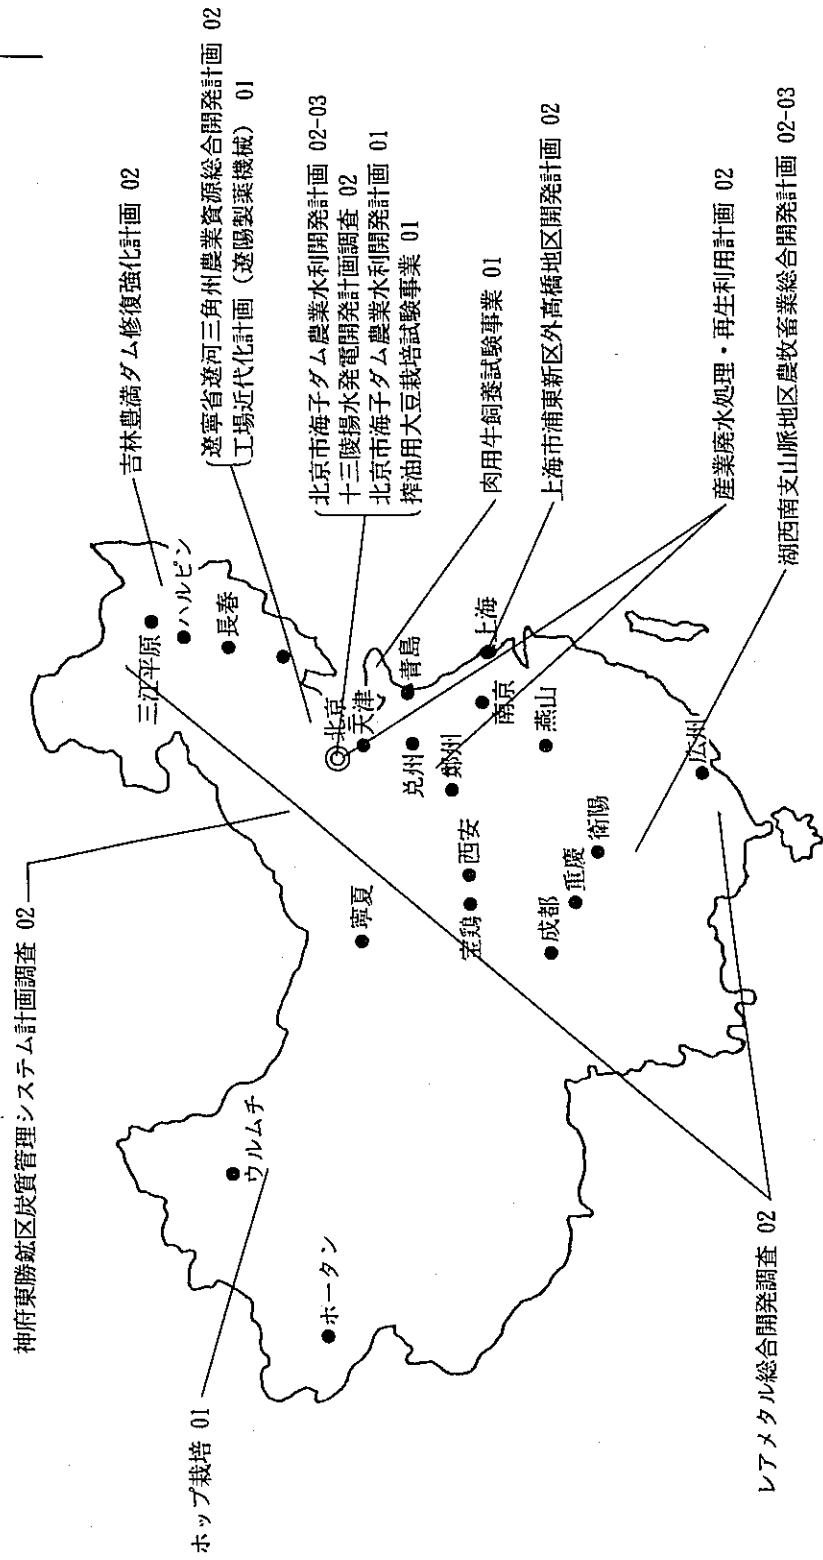 神府東勝鉱区炭質管理システム計画調査 02
吉林豊満ダム修復強化計画 02
遼寧省遼河三角州農業資源総合開発計画 02
工場近代化計画（遼陽製薬機械） 01
北京市海子ダム農業水利開発計画 02-03
十三陵揚水発電開発計画調査 02
北京市海子ダム農業水利開発計画 01
搾油用大豆栽培試験事業 01
肉用牛飼養試験事業 01
上海市浦東新区外高橋地区開発計画 02
産業廃水処理・再生利用計画 02
湖西南支山脈地区農牧畜業総合開発計画 02-03
ホップ栽培 01
レアメタル総合開発調査 02
三江平原
ハルピン
長春
ウルムチ
ホータン
北京
天津
寧夏
青島
兗州
鄭州
西安
宝鶏
上海
南京
燕山
成都
重慶
衛陽
広州